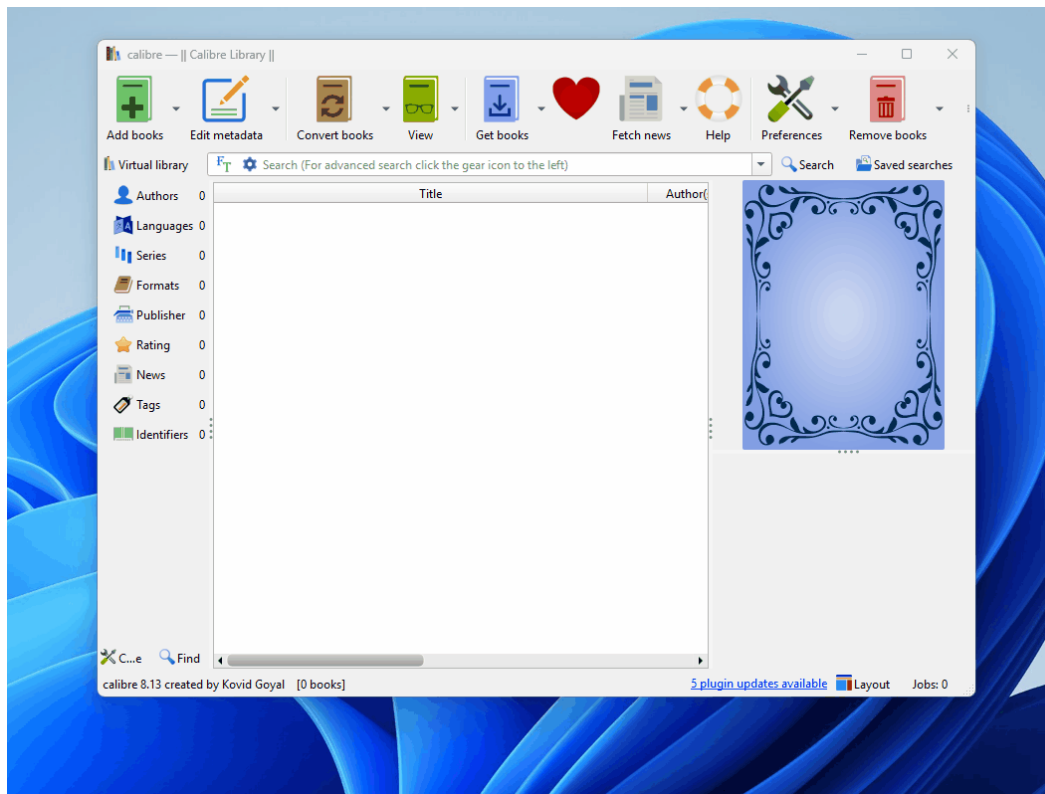 calibre — || Calibre Library ||
Add books Edit metadata Convert books View Get books Fetch news Help Preferences Remove books
Virtual library FT Search (For advanced search click the gear icon to the left) Search Saved searches
Title Author(
Authors 0
Languages 0
Series 0
Formats 0
Publisher 0
Rating 0
News 0
Tags 0
Identifiers 0
C...e Find
calibre 8.13 created by Kovid Goyal [0 books] 5 plugin updates available Layout Jobs: 0